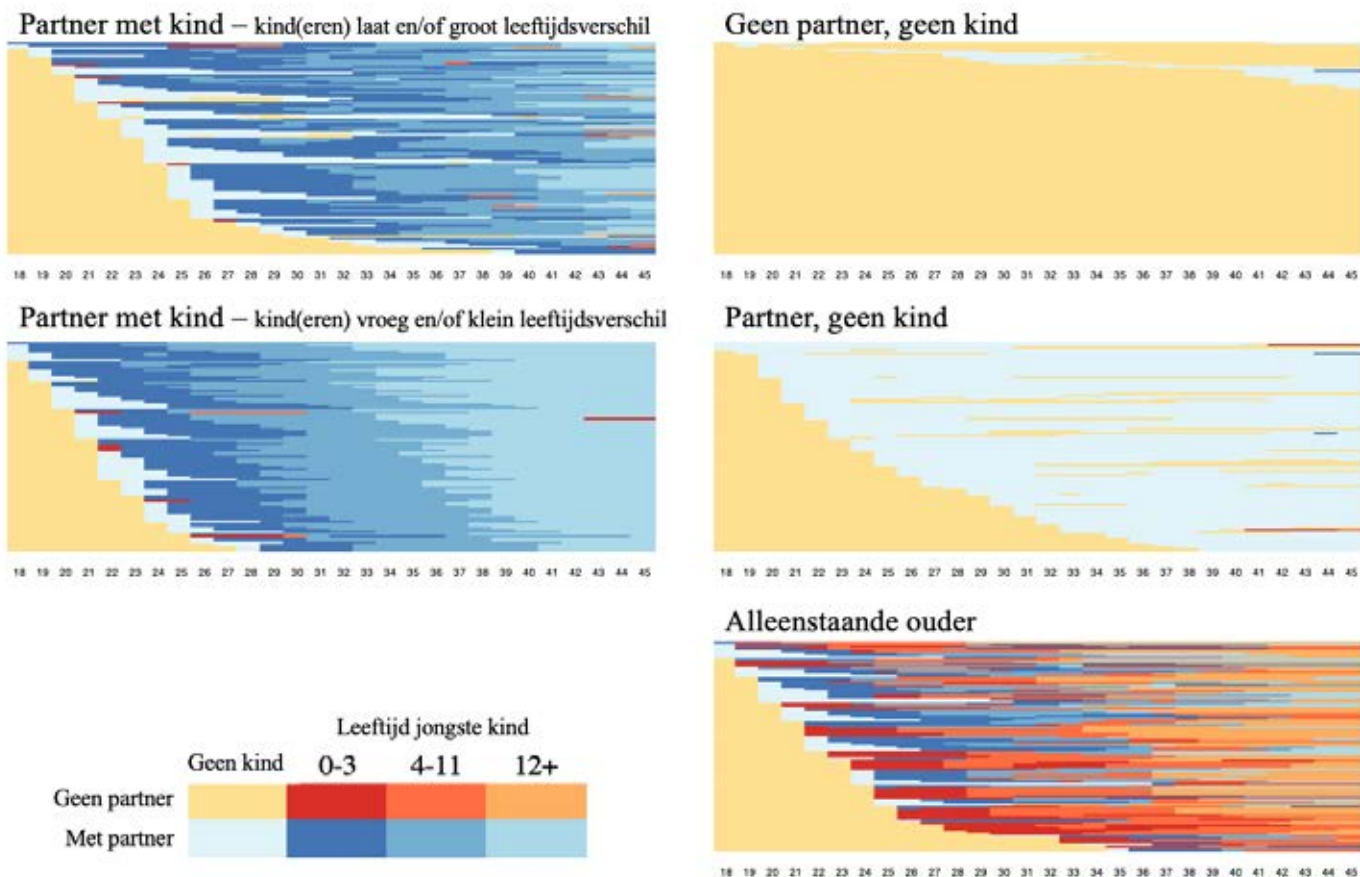 Partner met kind – kind(eren) laat en/of groot leeftijdsverschil
18 19 20 21 22 23 24 25 26 27 28 29 30 31 32 33 34 35 36 37 38 39 40 41 42 43 44 45
Geen partner, geen kind
18 19 20 21 22 23 24 25 26 27 28 29 30 31 32 33 34 35 36 37 38 39 40 41 42 43 44 45
Partner met kind – kind(eren) vroeg en/of klein leeftijdsverschil
18 19 20 21 22 23 24 25 26 27 28 29 30 31 32 33 34 35 36 37 38 39 40 41 42 43 44 45
Partner, geen kind
18 19 20 21 22 23 24 25 26 27 28 29 30 31 32 33 34 35 36 37 38 39 40 41 42 43 44 45
Alleenstaande ouder
18 19 20 21 22 23 24 25 26 27 28 29 30 31 32 33 34 35 36 37 38 39 40 41 42 43 44 45
Leeftijd jongste kind
Geen kind 0-3 4-11 12+
Geen partner
Met partner